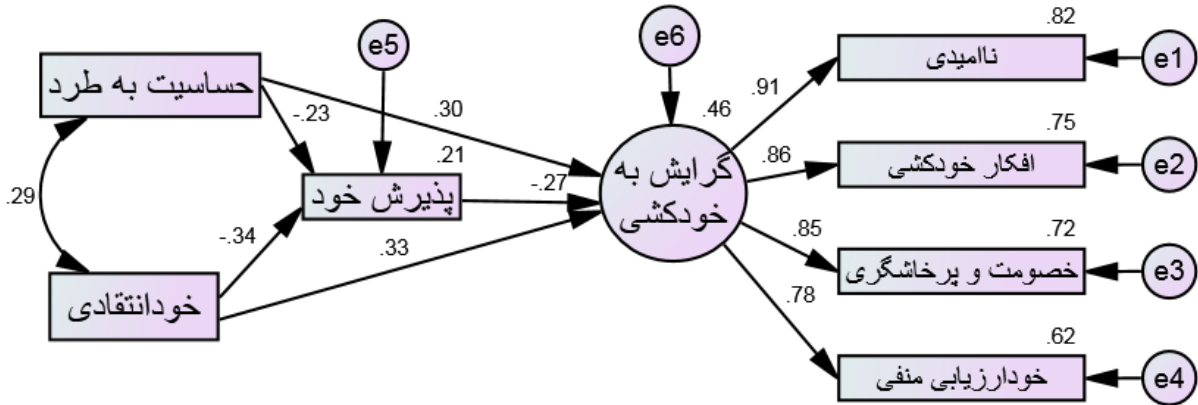 .82
e5
e6
ناامیدی
e1
حساسیت به طرد
.91
.30
.46
-.23
.75
.21
گرایش به
.86
افکار خودکشی
e2
.29
پذیرش خود
-.27
خودکشی
-.34
.85
.72
.33
خصومت و پرخاشگری
e3
خودانتقادی
.78
.62
خودارزیابی منفی
e4